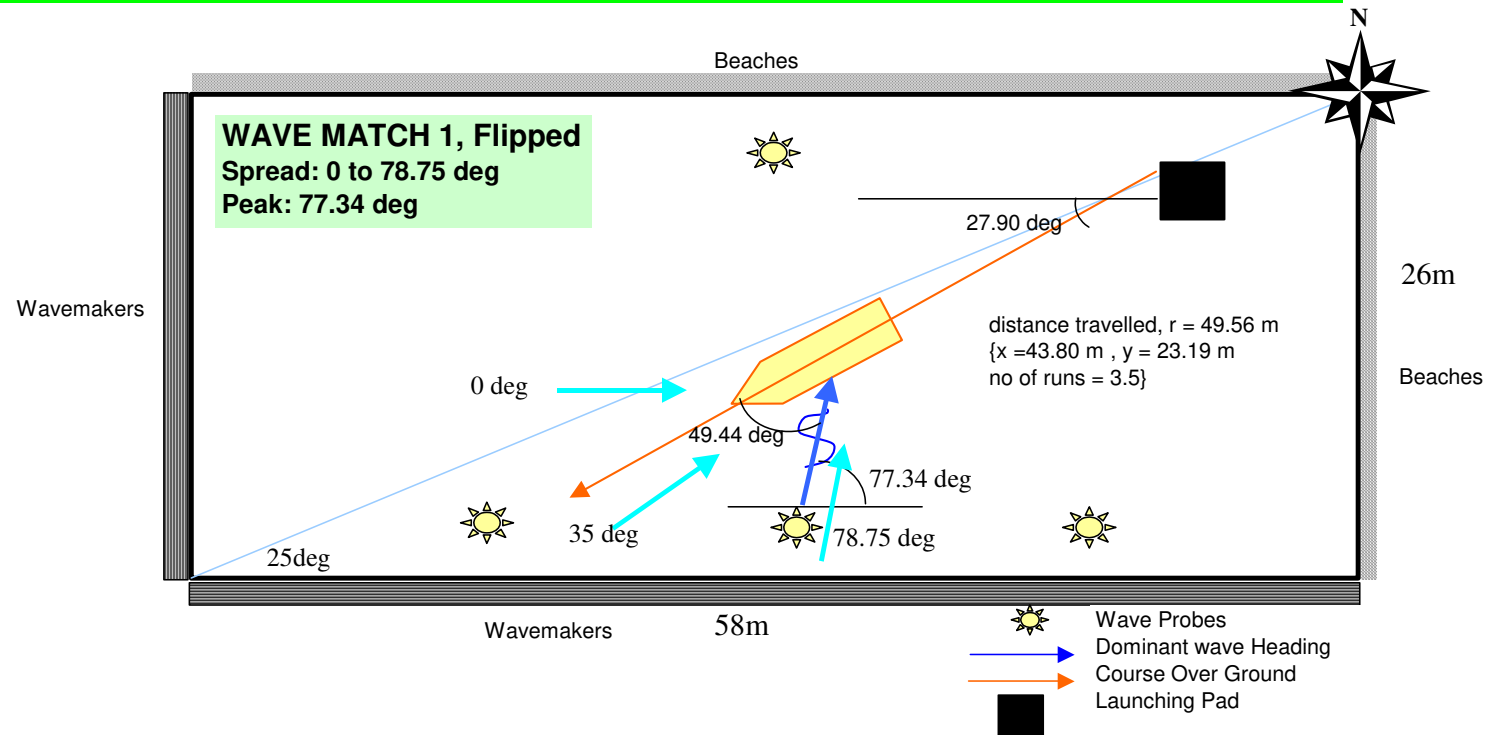 N
Beaches
WAVE MATCH 1, Flipped
Spread: 0 to 78.75 deg
Peak: 77.34 deg
27.90 deg
26m
Wavemakers
distance travelled, r = 49.56 m
{x =43.80 m , y = 23.19 m
no of runs = 3.5}
Beaches
0 deg
49.44 deg
77.34 deg
35 deg
78.75 deg
25deg
Wavemakers
58m
Wave Probes
Dominant wave Heading
Course Over Ground
Launching Pad